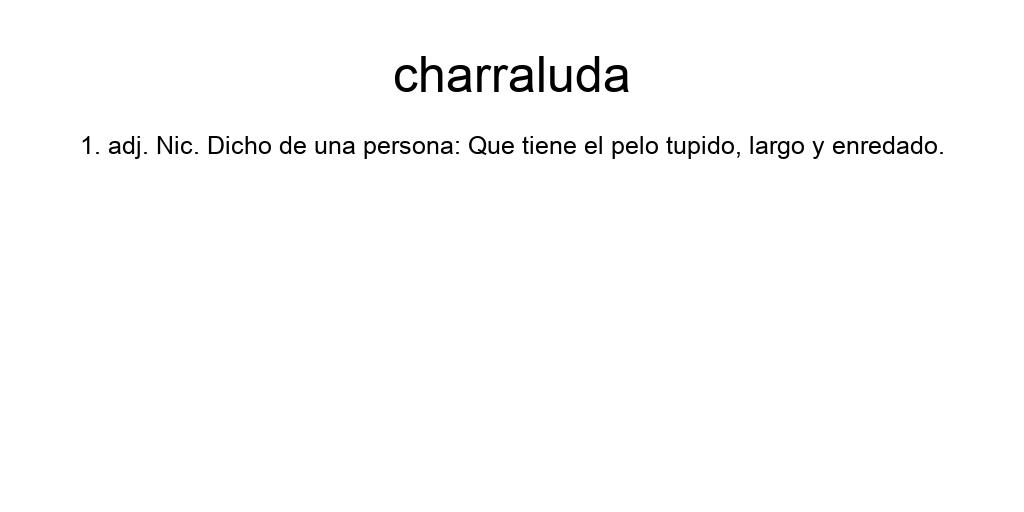 charraluda
1. adj. Nic. Dicho de una persona: Que tiene el pelo tupido, largo y enredado.